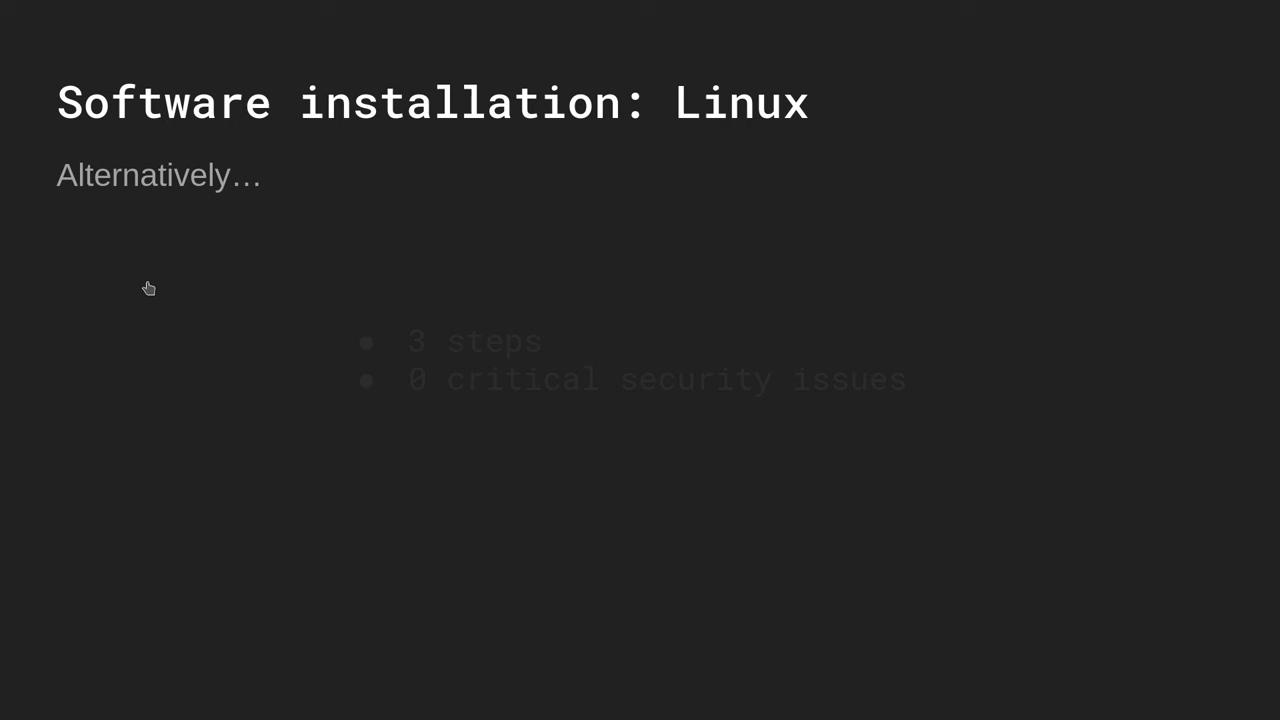 Software installation: Linux
Alternatively…
● 3 steps
● 0 critical security issues